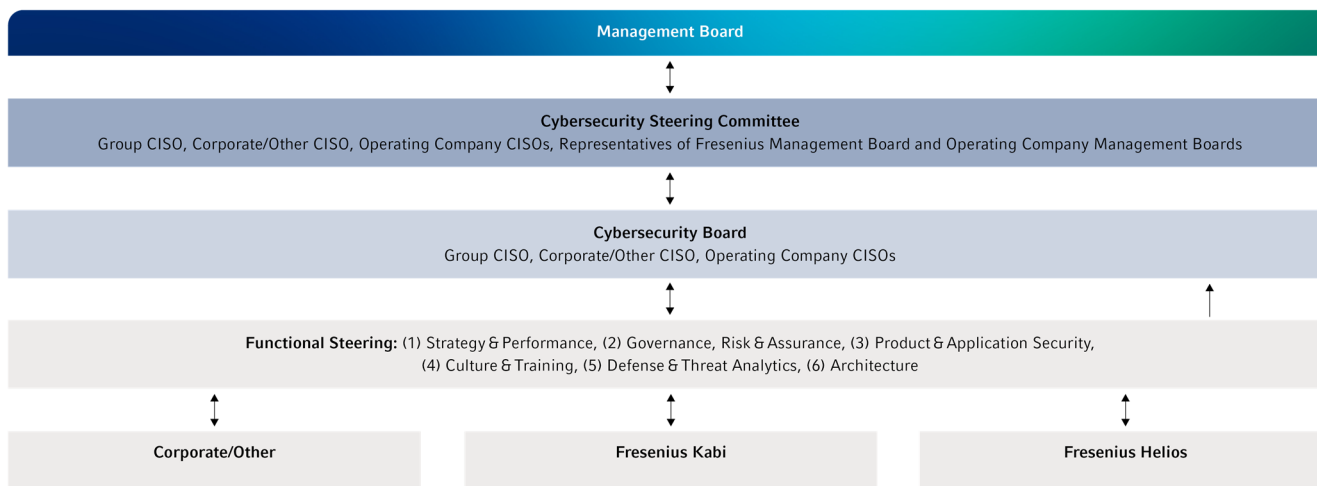 Management Board
Cybersecurity Steering Committee
Group CISO, Corporate/Other CISO, Operating Company CISOs, Representatives of Fresenius Management Board and Operating Company Management Boards
Cybersecurity Board
Group CISO, Corporate/Other CISO, Operating Company CISOs
Functional Steering: (1) Strategy & Performance, (2) Governance, Risk & Assurance, (3) Product & Application Security,
(4) Culture & Training, (5) Defense & Threat Analytics, (6) Architecture
Corporate/Other
Fresenius Kabi
Fresenius Helios